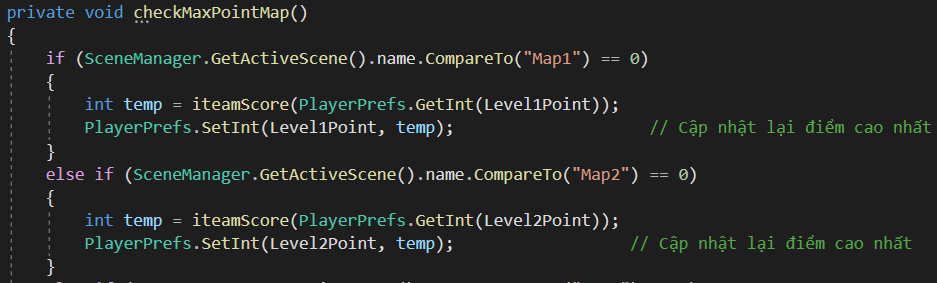 private void checkMaxPointMap()
{
if (SceneManager.GetActiveScene().name.CompareTo("Map1") == 0)
{
int temp = iteamScore(PlayerPrefs.GetInt(Level1Point));
PlayerPrefs.SetInt(Level1Point, temp); // Cập nhật lại điểm cao nhất
}
else if (SceneManager.GetActiveScene().name.CompareTo("Map2") == 0)
{
int temp = iteamScore(PlayerPrefs.GetInt(Level2Point));
PlayerPrefs.SetInt(Level2Point, temp); // Cập nhật lại điểm cao nhất
}